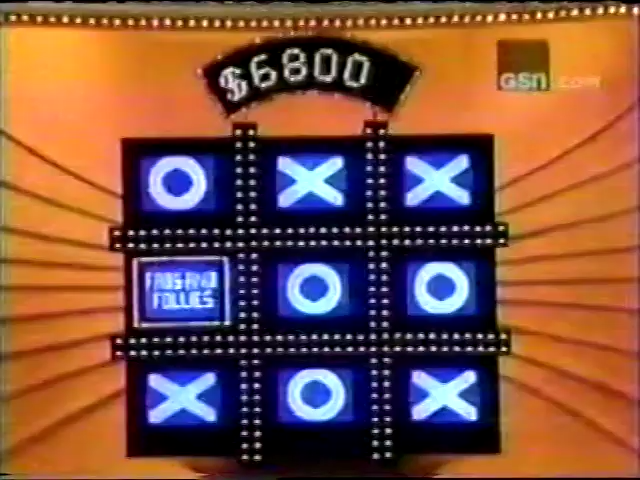 $6800
GSN.com
O X X
FADS AND
FOLLIES
O O
X O X